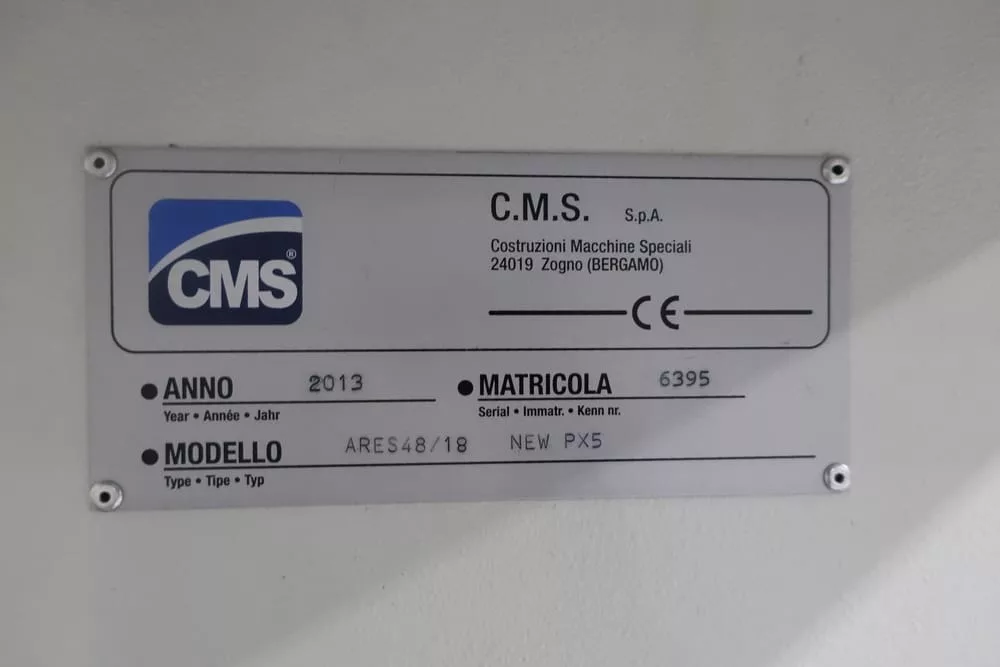 CMS®
C.M.S. S.p.A.
Costruzioni Macchine Speciali
24019 Zogno (BERGAMO)
CE
• ANNO 2013
Year • Année • Jahr
• MATRICOLA 6395
Serial • Immatr. • Kenn nr.
• MODELLO ARES48/18 NEW PX5
Type • Tipe • Typ